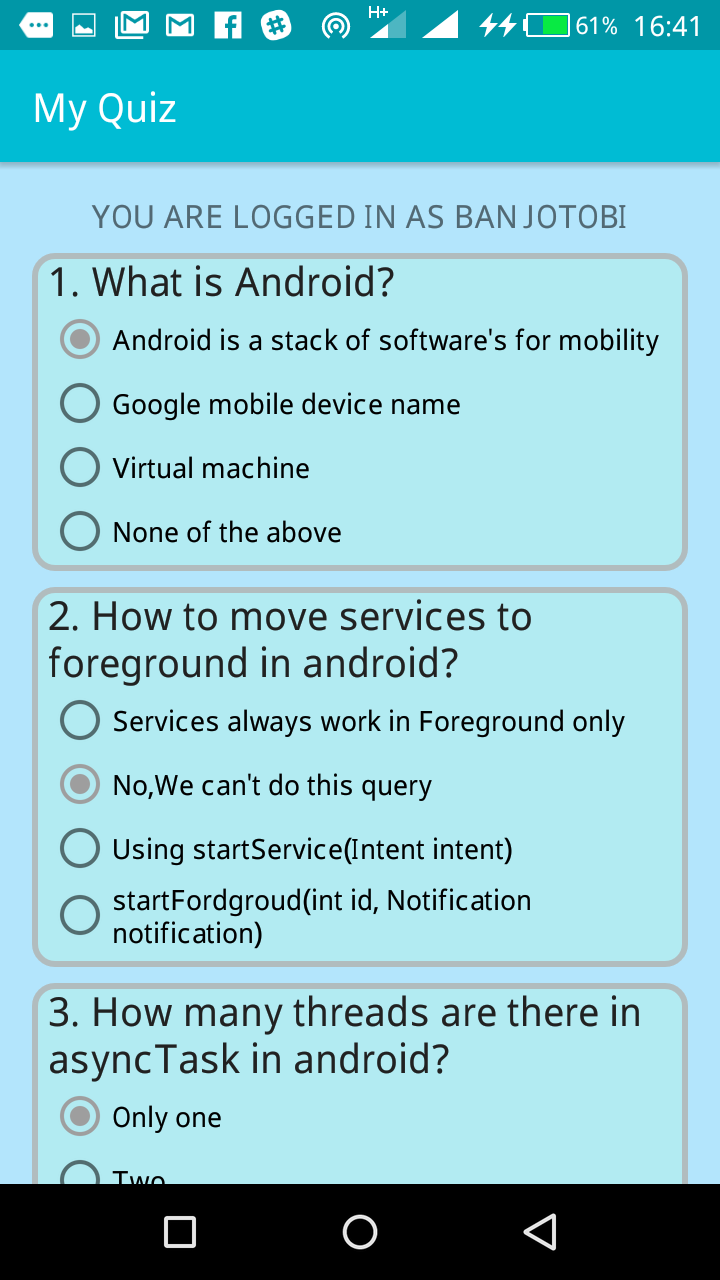 H+
61% 16:41
My Quiz
YOU ARE LOGGED IN AS BANJOTOBI
1. What is Android?
Android is a stack of software's for mobility
Google mobile device name
Virtual machine
None of the above
2. How to move services to
foreground in android?
Services always work in Foreground only
No,We can't do this query
Using startService(Intent intent)
startFordgroud(int id, Notification
notification)
3. How many threads are there in
asyncTask in android?
Only one
Two